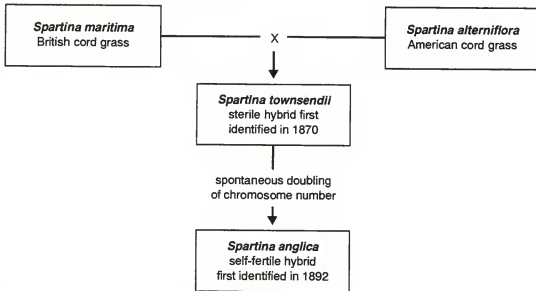 Spartina maritima
British cord grass
X
Spartina alterniflora
American cord grass
Spartina townsendii
sterile hybrid first
identified in 1870
spontaneous doubling
of chromosome number
Spartina anglica
self-fertile hybrid
first identified in 1892